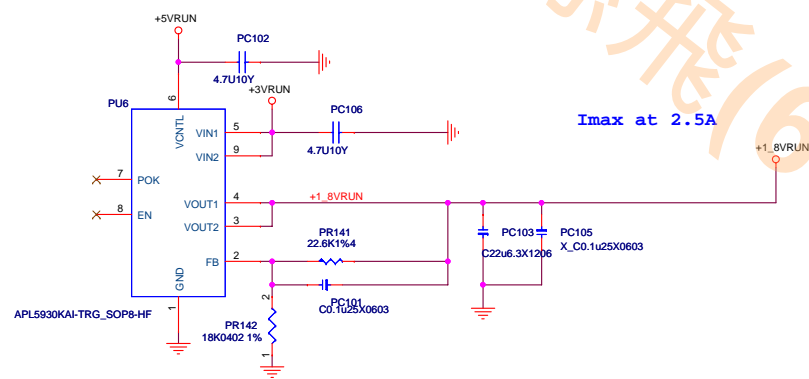 +5VRUN
PC102
4.7U10Y
+3VRUN
PU6
6
VCNTL
PC106
4.7U10Y
Imax at 2.5A
+1_8VRUN
VIN1
5
VIN2
9
7
POK
8
EN
VOUT1
4
+1_8VRUN
VOUT2
3
PR141
22.6K1%4
PC103
C22u6.3X1206
PC105
X_C0.1u25X0603
FB
2
GND
1
PC101
C0.1u25X0603
APL5930KAI-TRG_SOP8-HF
2
PR142
18K0402 1%
1
飛(6